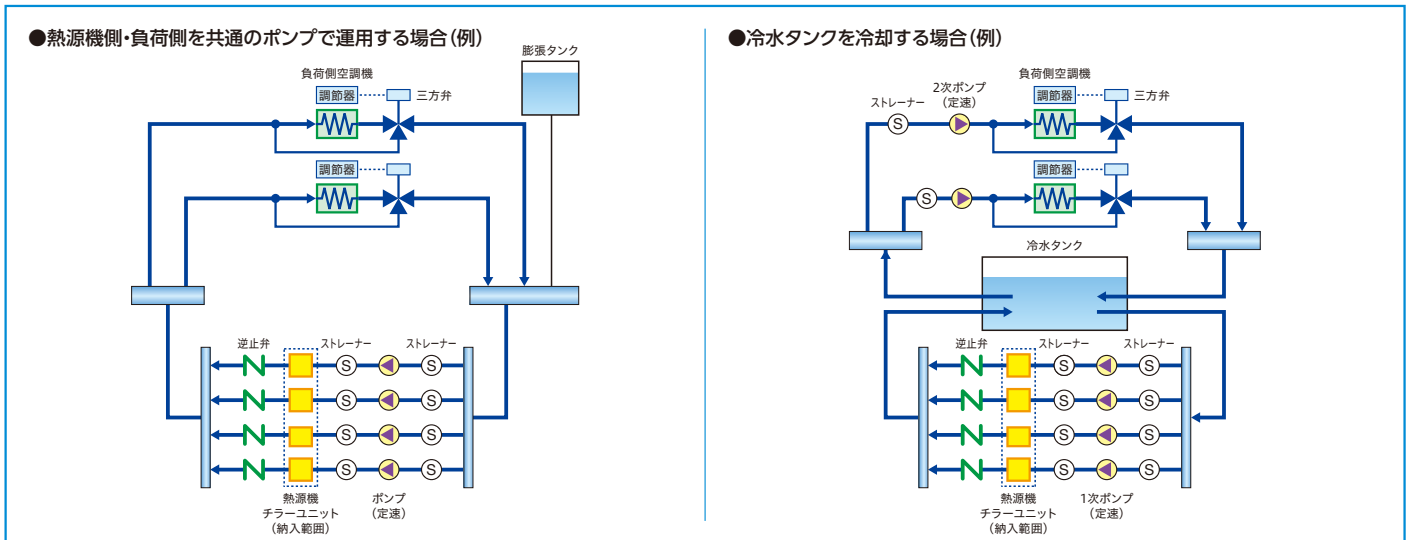 ●熱源機側・負荷側を共通のポンプで運用する場合(例)
膨張タンク
負荷側空調機
調節器
三方弁
調節器
逆止弁
ストレーナー
ストレーナー
S
S
S
S
S
S
S
S
熱源機
チラーユニット
(納入範囲)
ポンプ
(定速)
●冷水タンクを冷却する場合(例)
負荷側空調機
2次ポンプ
(定速)
ストレーナー
調節器
三方弁
S
調節器
S
冷水タンク
逆止弁
ストレーナー
ストレーナー
S
S
S
S
S
S
S
S
熱源機
チラーユニット
(納入範囲)
1次ポンプ
(定速)